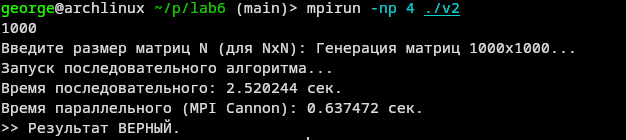 george@archlinux ~/p/lab6 (main)> mpirun -np 4 ./v2
1000
Введите размер матриц N (для NxN): Генерация матриц 1000x1000...
Запуск последовательного алгоритма...
Время последовательного: 2.520244 сек.
Время параллельного (MPI Cannon): 0.637472 сек.
>> Результат ВЕРНЫЙ.